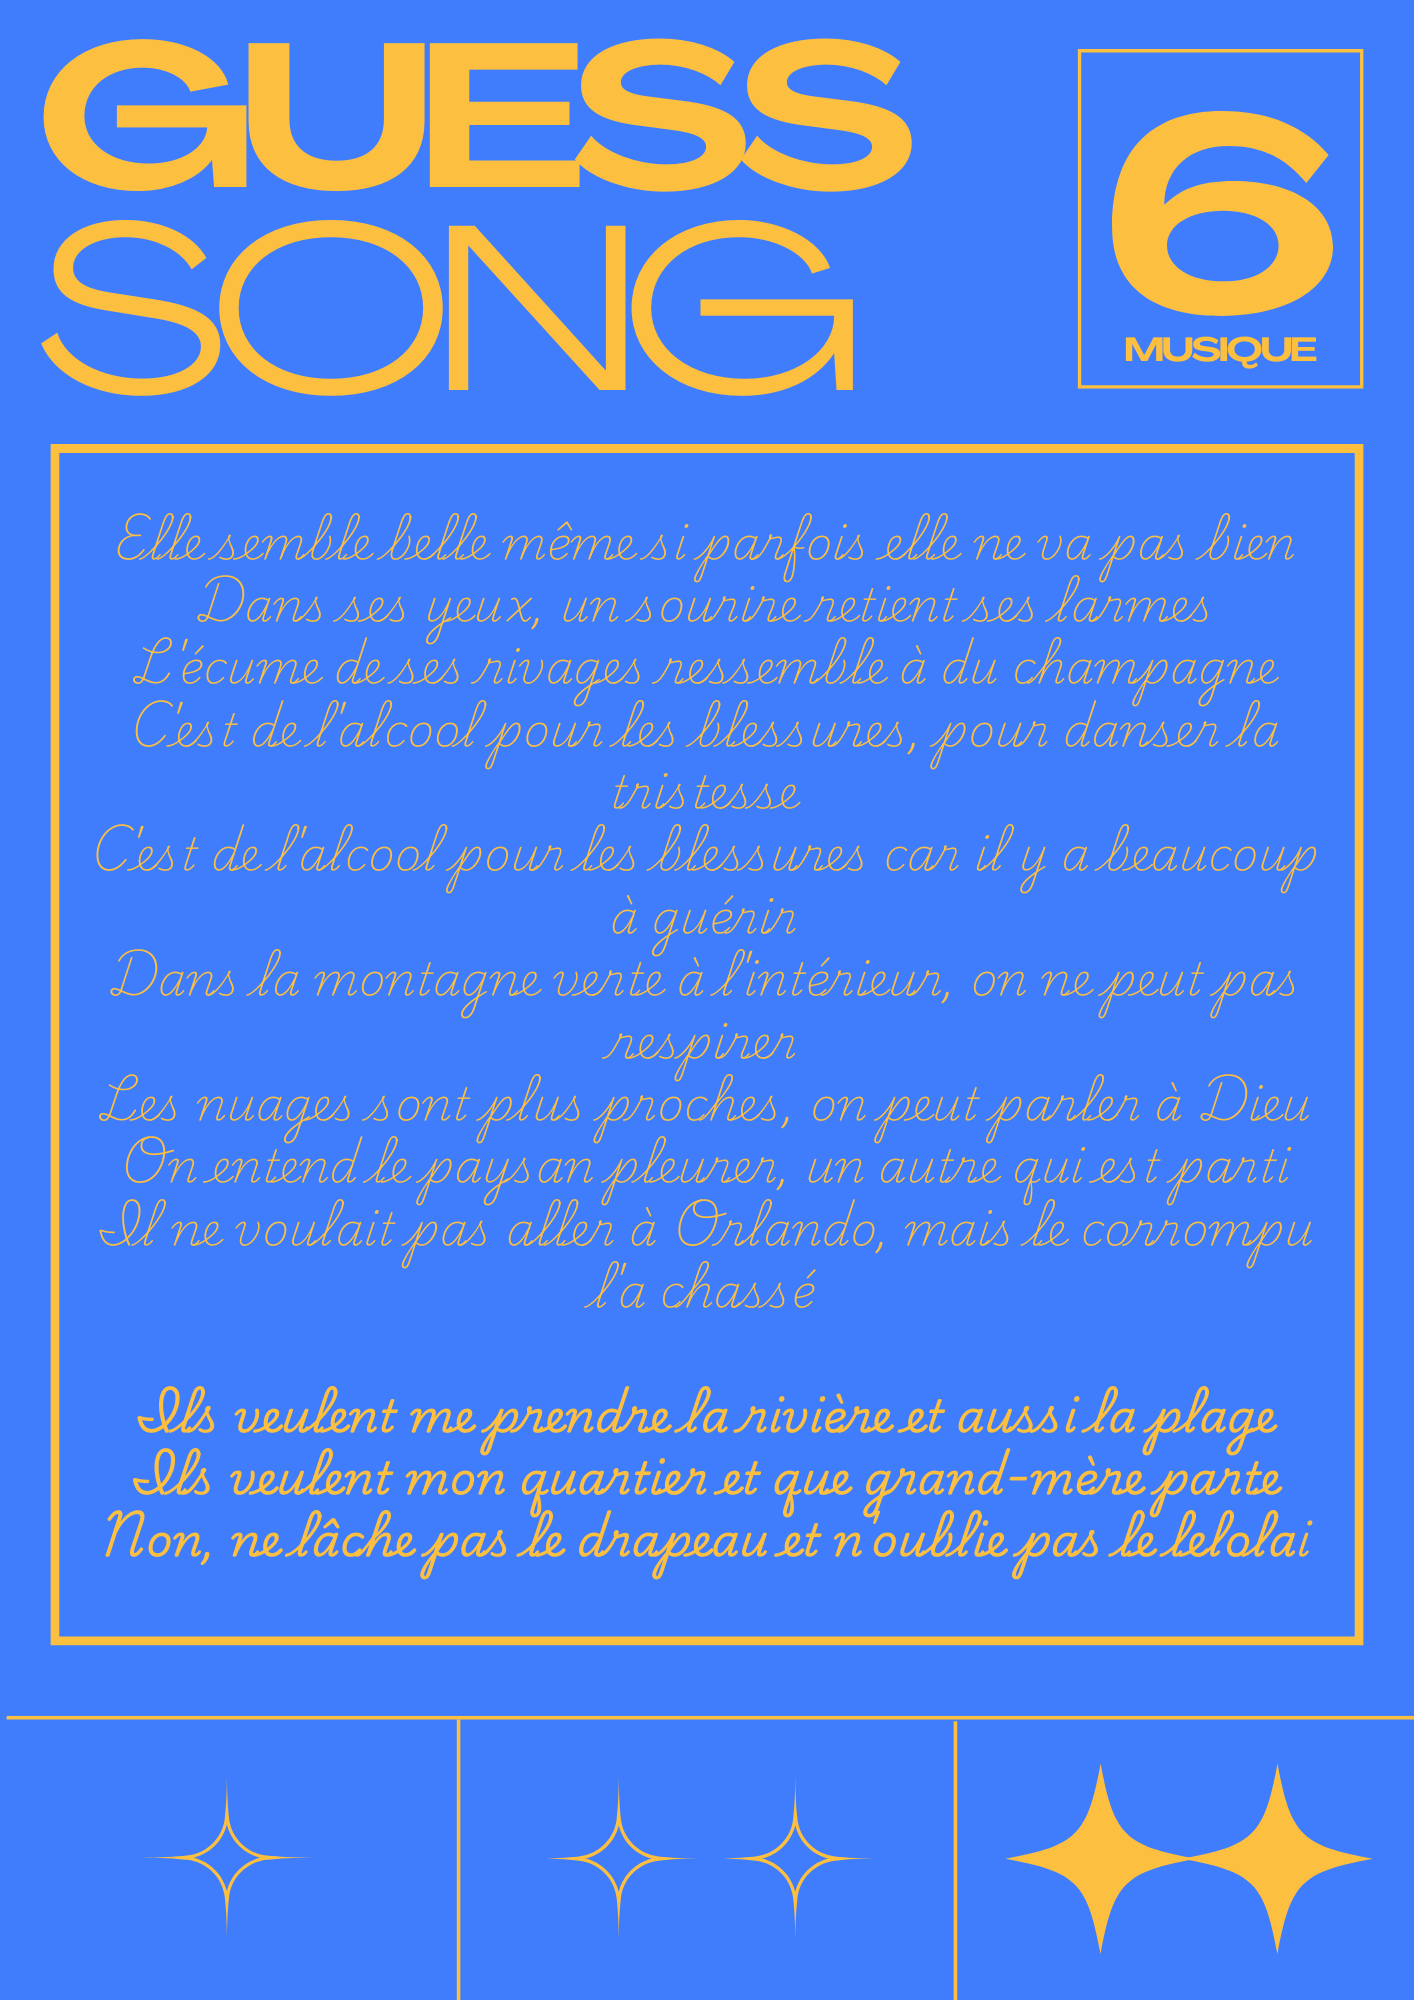 GUESS
SONG
6
MUSIQUE
Elle semble belle même si parfois elle ne va pas bien
Dans ses yeux, un sourire retient ses larmes
L'écume de ses rivages ressemble à du champagne
C'est de l'alcool pour les blessures, pour danser la
tristesse
C'est de l'alcool pour les blessures car il y a beaucoup
à guérir
Dans la montagne verte à l'intérieur, on ne peut pas
respirer
Les nuages sont plus proches, on peut parler à Dieu
On entend le paysan pleurer, un autre qui est parti
Il ne voulait pas aller à Orlando, mais le corrompu
l'a chassé
Ils veulent me prendre la rivière et aussi la plage
Ils veulent mon quartier et que grand-mère parte
Non, ne lâche pas le drapeau et n'oublie pas le lelolai